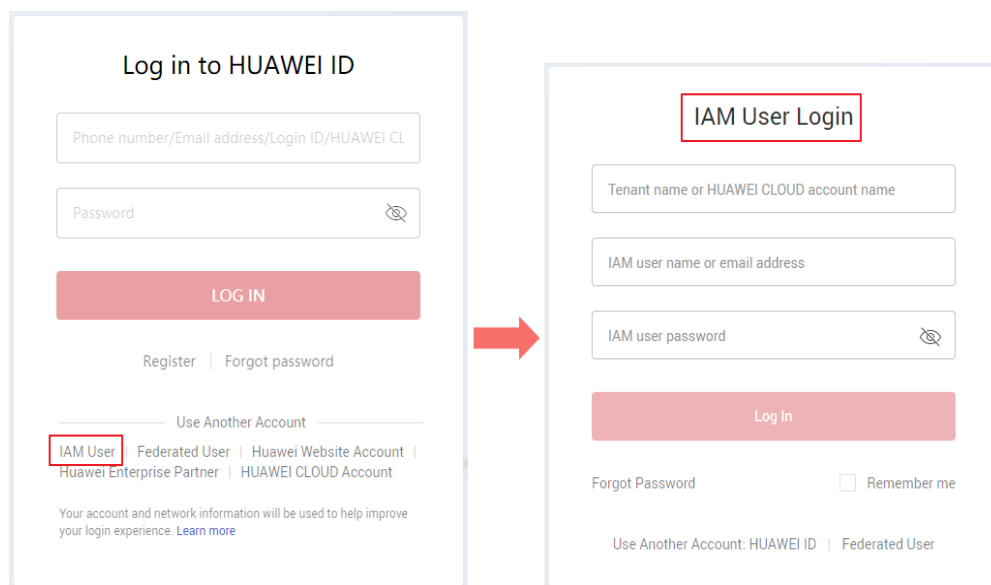 Log in to HUAWEI ID
Phone number/Email address/Login ID/HUAWEI CL
Password
LOG IN
Register | Forgot password
Use Another Account
IAM User | Federated User | Huawei Website Account |
Huawei Enterprise Partner | HUAWEI CLOUD Account
Your account and network information will be used to help improve
your login experience. Learn more
IAM User Login
Tenant name or HUAWEI CLOUD account name
IAM user name or email address
IAM user password
Log In
Forgot Password
Remember me
Use Another Account: HUAWEI ID | Federated User